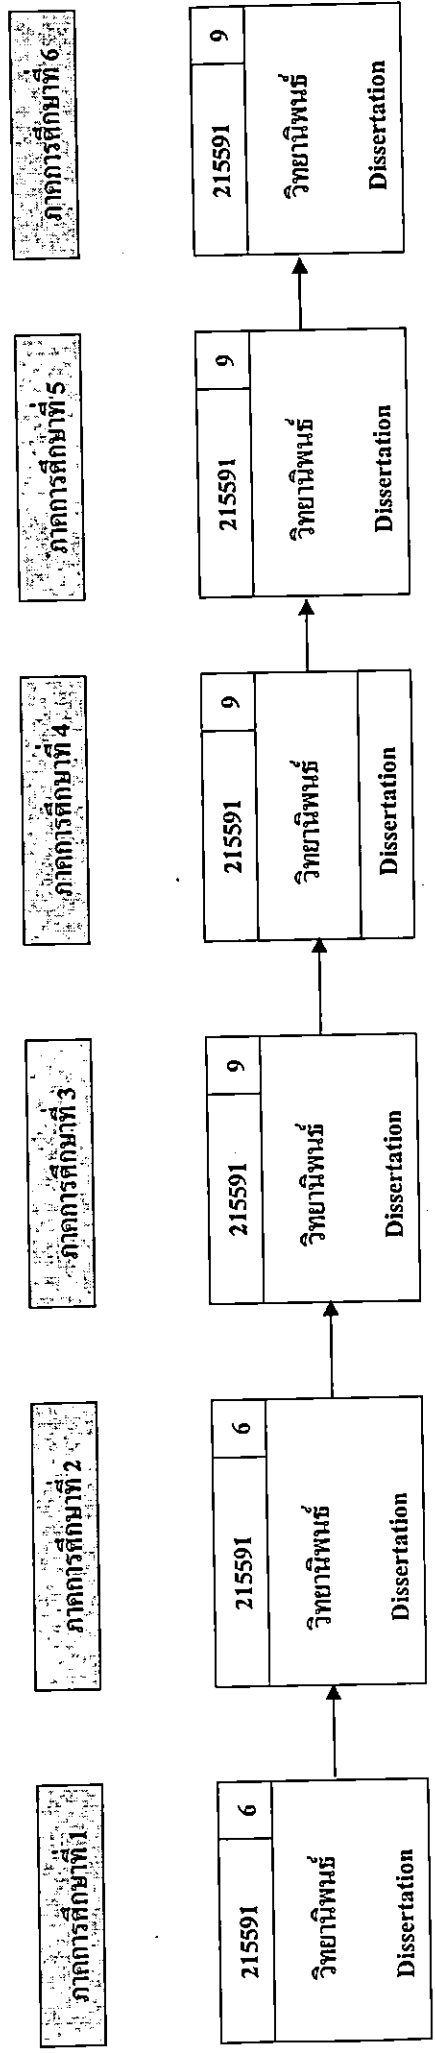 ภาคการศึกษาที่ 1
215591 6
วิทยานิพนธ์
Dissertation
ภาคการศึกษาที่ 2
215591 6
วิทยานิพนธ์
Dissertation
ภาคการศึกษาที่ 3
215591 9
วิทยานิพนธ์
Dissertation
ภาคการศึกษาที่ 4
215591 9
วิทยานิพนธ์
Dissertation
ภาคการศึกษาที่ 5
215591 9
วิทยานิพนธ์
Dissertation
ภาคการศึกษาที่ 6
215591 9
วิทยานิพนธ์
Dissertation